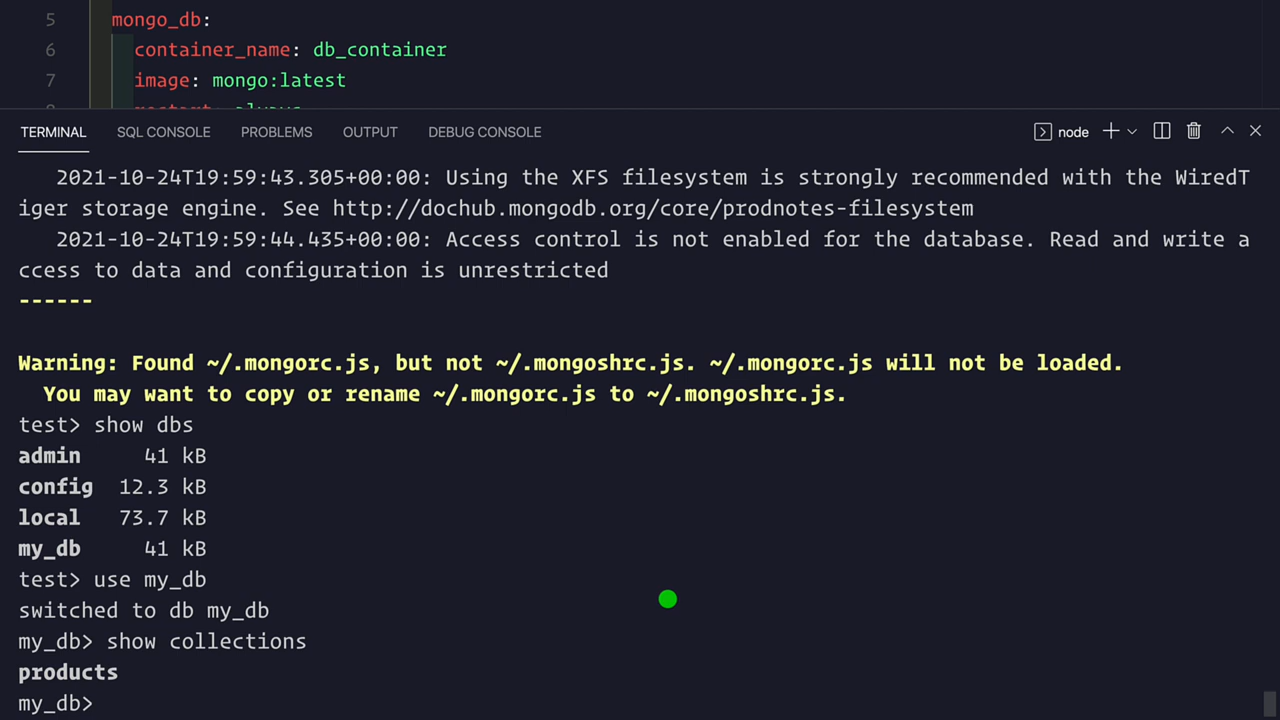 5 mongo_db:
6 container_name: db_container
7 image: mongo:latest
8 restart: always
TERMINAL SQL CONSOLE PROBLEMS OUTPUT DEBUG CONSOLE node
2021-10-24T19:59:43.305+00:00: Using the XFS filesystem is strongly recommended with the WiredT
iger storage engine. See http://dochub.mongodb.org/core/prodnotes-filesystem
2021-10-24T19:59:44.435+00:00: Access control is not enabled for the database. Read and write a
ccess to data and configuration is unrestricted
------
Warning: Found ~/.mongorc.js, but not ~/.mongoshrc.js. ~/.mongorc.js will not be loaded.
You may want to copy or rename ~/.mongorc.js to ~/.mongoshrc.js.
test> show dbs
admin 41 kB
config 12.3 kB
local 73.7 kB
my_db 41 kB
test> use my_db
switched to db my_db
my_db> show collections
products
my_db>